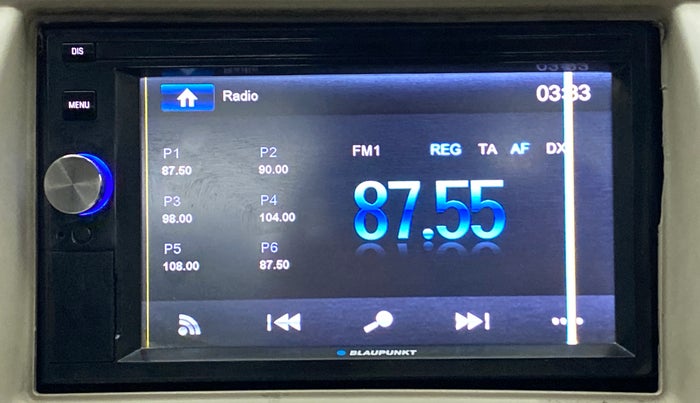 DIS
MENU
Radio
03:33
P1
87.50
P2
90.00
P3
98.00
P4
104.00
P5
108.00
P6
87.50
FM1 REG TA AF DX
87.55
BLAUPUNKT